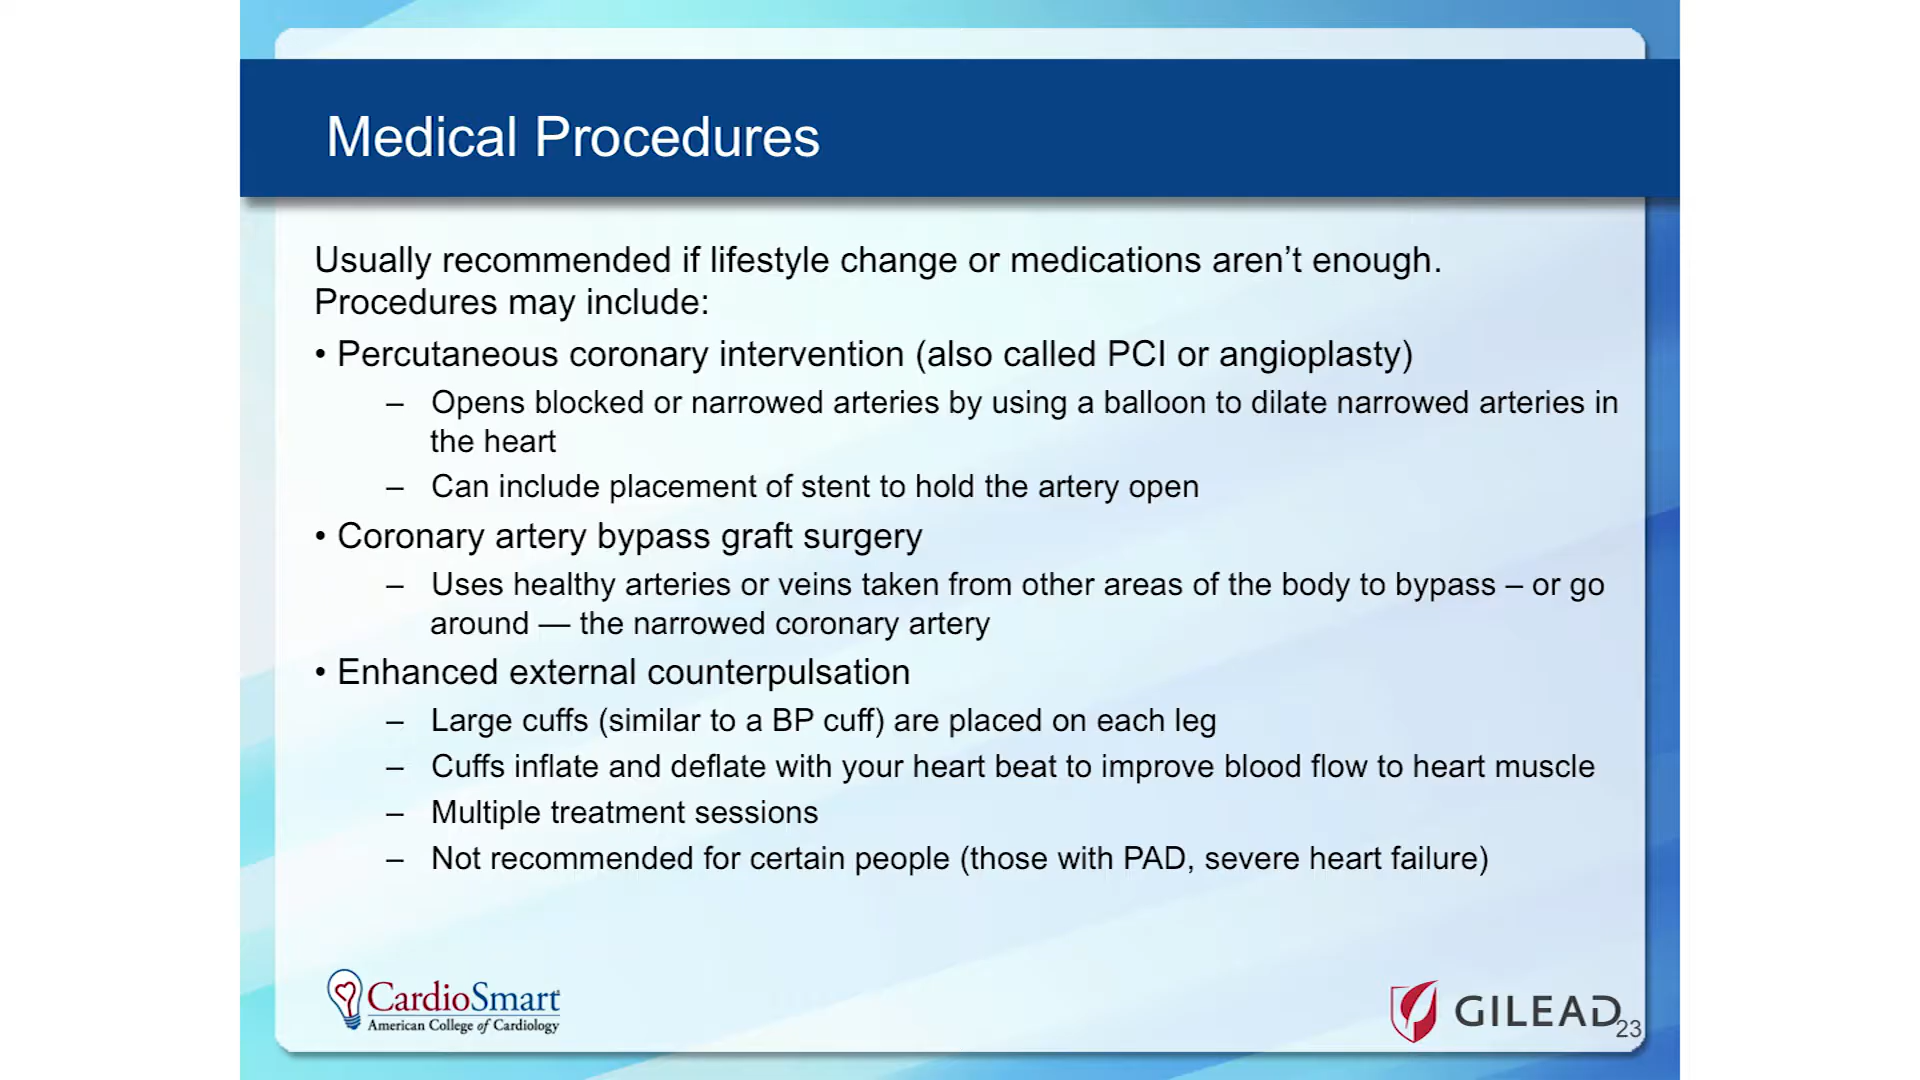 Medical Procedures
Usually recommended if lifestyle change or medications aren’t enough.
Procedures may include:
• Percutaneous coronary intervention (also called PCI or angioplasty)
– Opens blocked or narrowed arteries by using a balloon to dilate narrowed arteries in
the heart
– Can include placement of stent to hold the artery open
• Coronary artery bypass graft surgery
– Uses healthy arteries or veins taken from other areas of the body to bypass – or go
around — the narrowed coronary artery
• Enhanced external counterpulsation
– Large cuffs (similar to a BP cuff) are placed on each leg
– Cuffs inflate and deflate with your heart beat to improve blood flow to heart muscle
– Multiple treatment sessions
– Not recommended for certain people (those with PAD, severe heart failure)
CardioSmart
American College of Cardiology
GILEAD
23